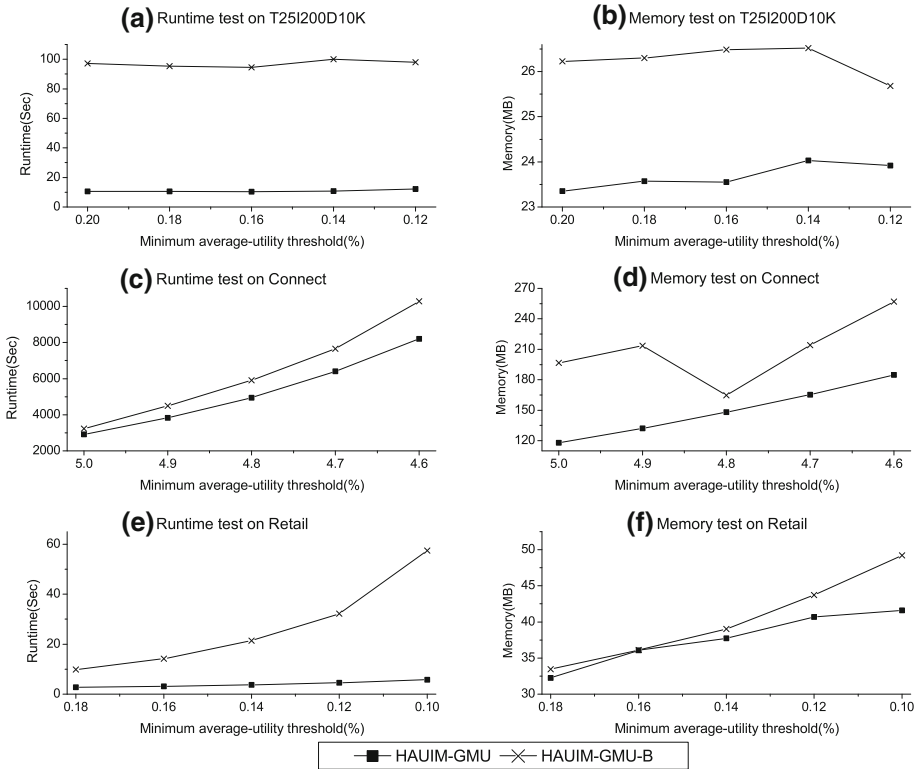 (a) Runtime test on T25I200D10K
Runtime(Sec)
100
80
60
40
20
0
0.20 0.18 0.16 0.14 0.12
Minimum average-utility threshold(%)
(b) Memory test on T25I200D10K
Memory(MB)
26
25
24
23
0.20 0.18 0.16 0.14 0.12
Minimum average-utility threshold(%)
(c) Runtime test on Connect
Runtime(Sec)
10000
8000
6000
4000
2000
5.0 4.9 4.8 4.7 4.6
Minimum average-utility threshold(%)
(d) Memory test on Connect
Memory(MB)
270
240
210
180
150
120
5.0 4.9 4.8 4.7 4.6
Minimum average-utility threshold(%)
(e) Runtime test on Retail
Runtime(Sec)
60
40
20
0
0.18 0.16 0.14 0.12 0.10
Minimum average-utility threshold(%)
(f) Memory test on Retail
Memory(MB)
50
45
40
35
30
0.18 0.16 0.14 0.12 0.10
Minimum average-utility threshold(%)
HAUIM-GMU HAUIM-GMU-B